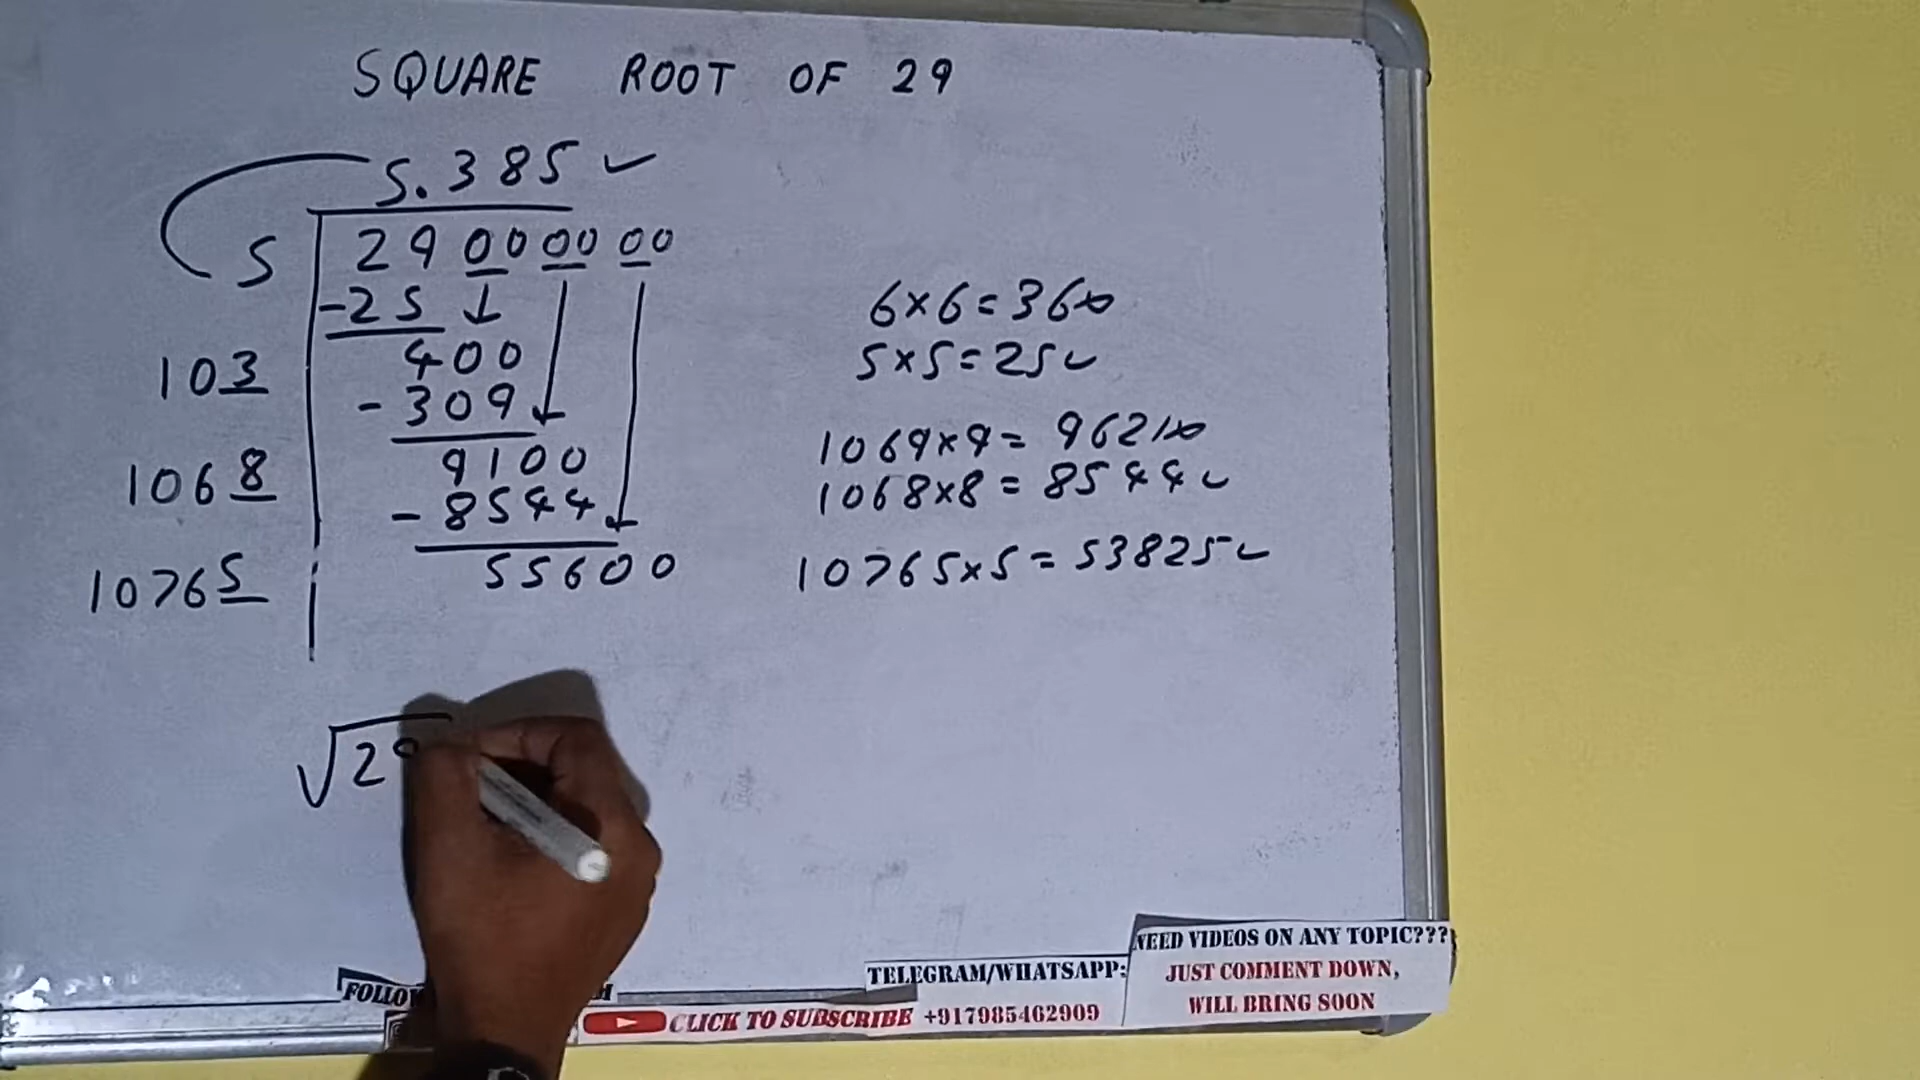 SQUARE ROOT OF 29
5.385 ✓
5 29 00 00 00
-25 ↓
400
103
-309
9100
1068
-8544
55600
10765
6×6=36×
5×5=25✓
1069×9=9621×
1068×8=8544✓
10765×5=53825✓
√29
TELEGRAM/WHATSAPP:
CLICK TO SUBSCRIBE +917985462909
NEED VIDEOS ON ANY TOPIC???
JUST COMMENT DOWN,
WILL BRING SOON